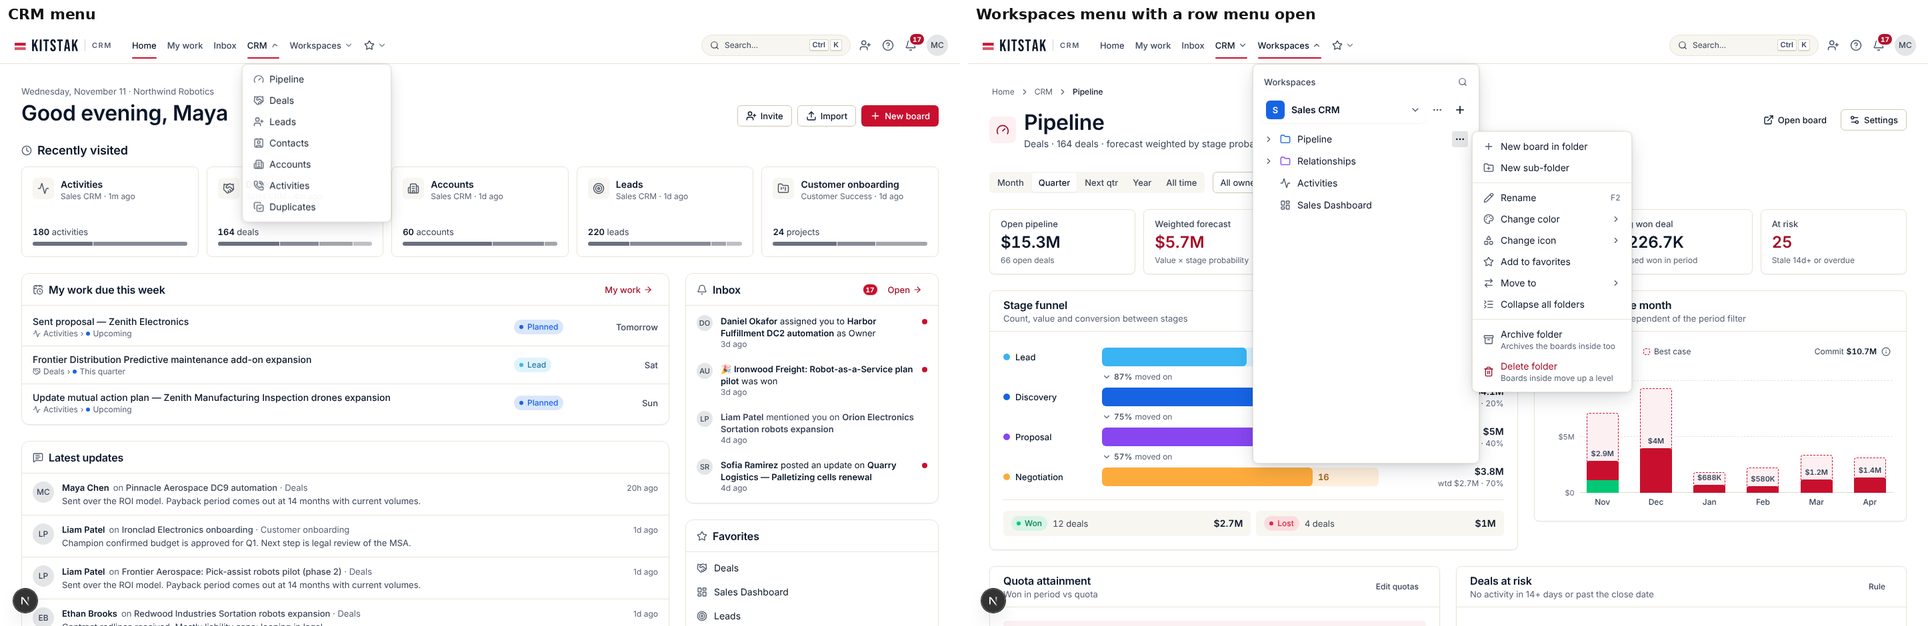 CRM menu
KITSTAK CRM Home My work Inbox CRM Workspaces
Search... Ctrl K
17
MC
Pipeline
Deals
Leads
Contacts
Accounts
Activities
Duplicates
Wednesday, November 11 · Northwind Robotics
Good evening, Maya
Invite Import New board
Recently visited
Activities
Sales CRM · 1m ago
180 activities
164 deals
Accounts
Sales CRM · 1d ago
60 accounts
Leads
Sales CRM · 1d ago
220 leads
Customer onboarding
Customer Success · 1d ago
24 projects
My work due this week My work
Sent proposal — Zenith Electronics
Activities › Upcoming
Planned Tomorrow
Frontier Distribution Predictive maintenance add-on expansion
Deals › This quarter
Lead Sat
Update mutual action plan — Zenith Manufacturing Inspection drones expansion
Activities › Upcoming
Planned Sun
Latest updates
MC Maya Chen on Pinnacle Aerospace DC9 automation · Deals 20h ago
Sent over the ROI model. Payback period comes out at 14 months with current volumes.
LP Liam Patel on Ironclad Electronics onboarding · Customer onboarding 1d ago
Champion confirmed budget is approved for Q1. Next step is legal review of the MSA.
LP Liam Patel on Frontier Aerospace: Pick-assist robots pilot (phase 2) · Deals 1d ago
Sent over the ROI model. Payback period comes out at 14 months with current volumes.
EB Ethan Brooks on Redwood Industries Sortation robots expansion · Deals 1d ago
N
Inbox 17 Open
DO Daniel Okafor assigned you to Harbor
Fulfillment DC2 automation as Owner
3d ago
AU 🎉 Ironwood Freight: Robot-as-a-Service plan
pilot was won
3d ago
LP Liam Patel mentioned you on Orion Electronics
Sortation robots expansion
4d ago
SR Sofia Ramirez posted an update on Quarry
Logistics — Palletizing cells renewal
4d ago
Favorites
Deals
Sales Dashboard
Leads
Workspaces menu with a row menu open
KITSTAK CRM Home My work Inbox CRM Workspaces
Search... Ctrl K
17
MC
Home › CRM › Pipeline
Pipeline
Deals · 164 deals · forecast weighted by stage proba
Open board Settings
Month Quarter Next qtr Year All time All owne
Open pipeline
$15.3M
66 open deals
Weighted forecast
$5.7M
Value × stage probability
won deal
226.7K
sed won in period
At risk
25
Stale 14d+ or overdue
Workspaces
S Sales CRM
Pipeline
Relationships
Activities
Sales Dashboard
New board in folder
New sub-folder
Rename F2
Change color
Change icon
Add to favorites
Move to
Collapse all folders
Archive folder
Archives the boards inside too
Delete folder
Boards inside move up a level
Stage funnel
Count, value and conversion between stages
Lead
87% moved on
Discovery
· 20%
75% moved on
Proposal
$5M
· 40%
57% moved on
Negotiation 16 $3.8M
wtd $2.7M · 70%
Won 12 deals $2.7M
Lost 4 deals $1M
e month
ependent of the period filter
Best case Commit $10.7M
$5M
$0
$2.9M
$4M
$688K
$580K
$1.2M
$1.4M
Nov Dec Jan Feb Mar Apr
N
Quota attainment Edit quotas
Won in period vs quota
Deals at risk Rule
No activity in 14+ days or past the close date